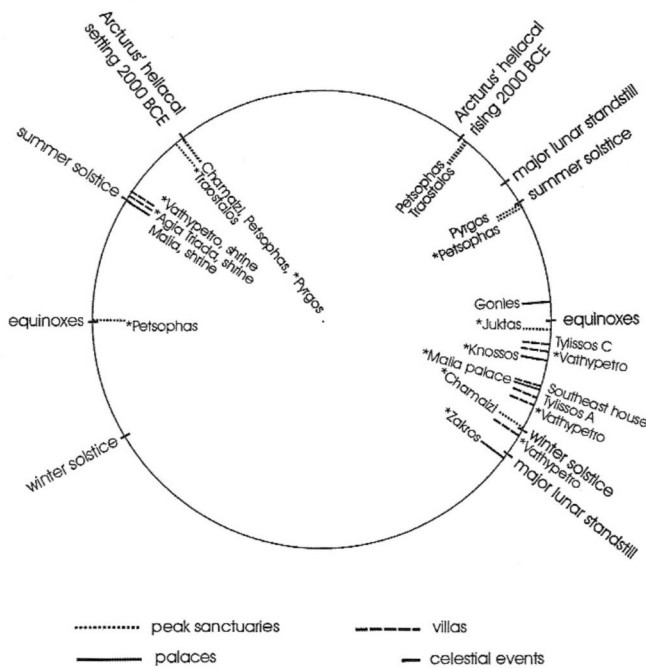 Arcturus' heliacal
setting 2000 BCE
Arcturus' heliacal
rising 2000 BCE
major lunar standstill
summer solstice
summer solstice
Chamaizi, Petsophas, *Pyrgos
*Traostalos
Petsophas
Traostalos
*Vathypetro, shrine
*Agia Triada, shrine
Malia, shrine
Pyrgos
*Petsophas
Gonies
equinoxes
*Petsophas
equinoxes
*Juktas
Tylissos C
*Knossos
*Vathypetro
*Malia palace
Southeast house
Tylissos A
*Chamaizi
*Vathypetro
*Zakros
winter solstice
*Vathypetro
major lunar standstill
winter solstice
peak sanctuaries
villas
palaces
celestial events